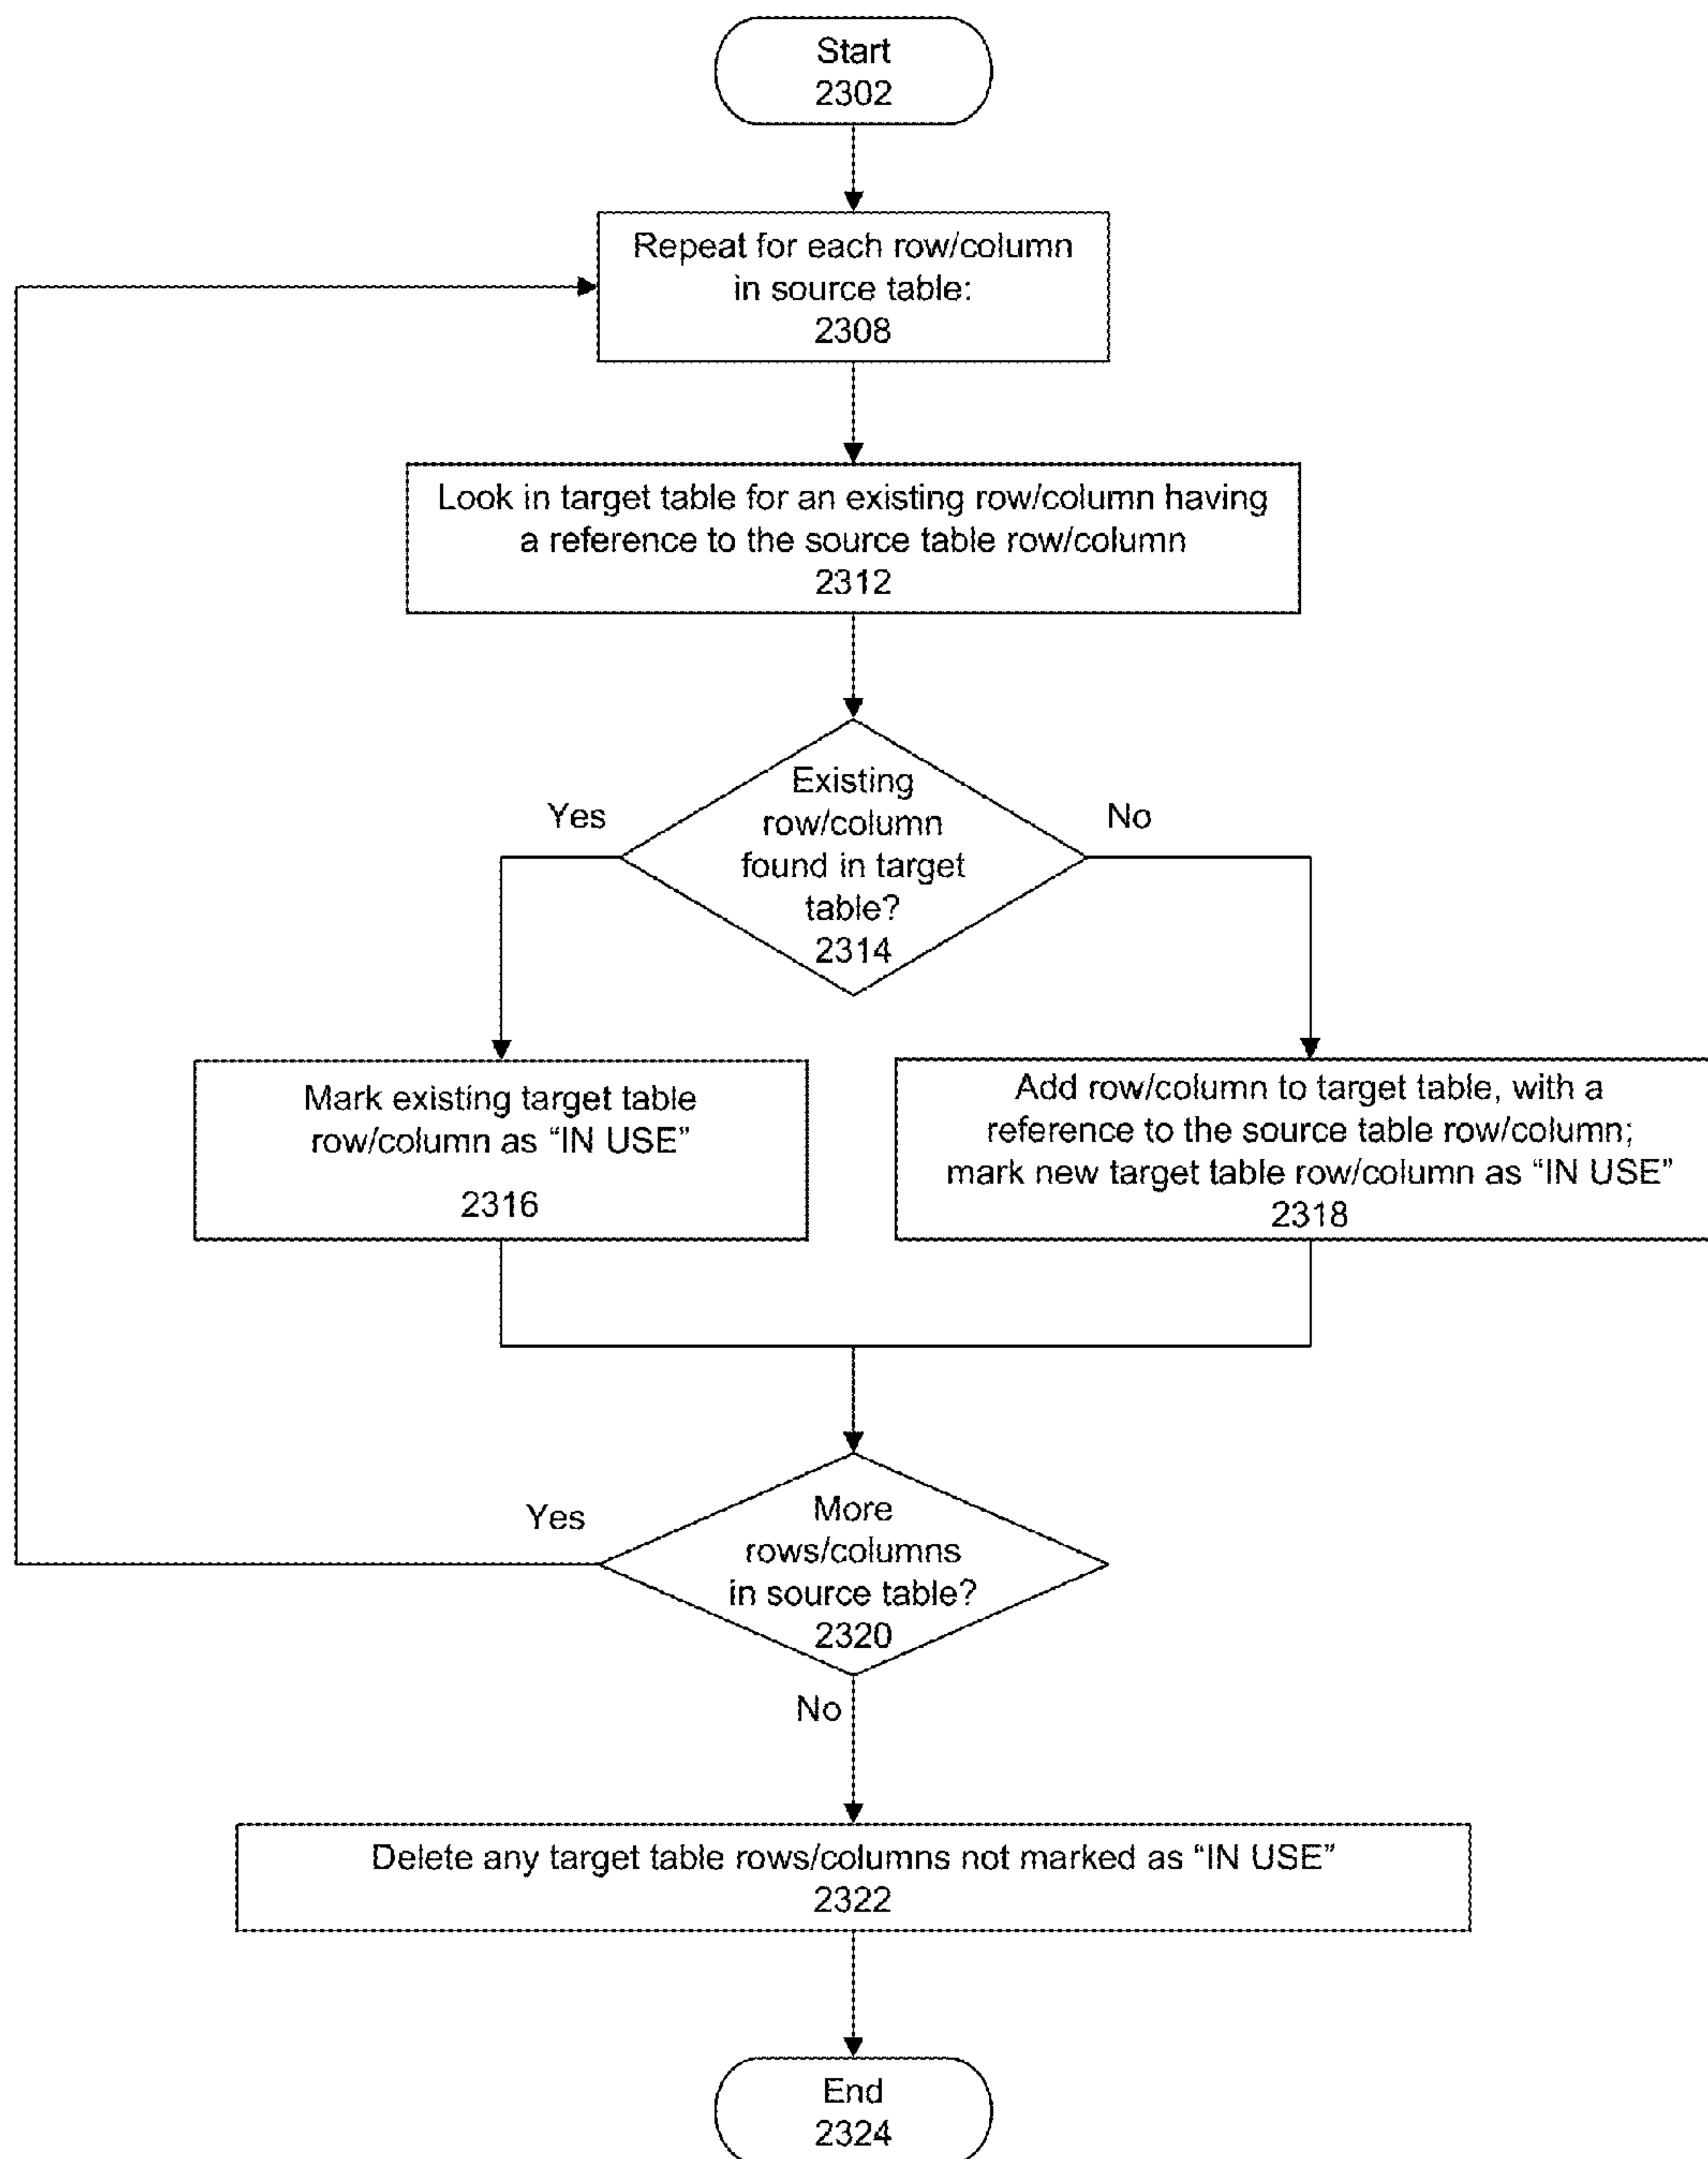 Start
2302
Repeat for each row/column
in source table:
2308
Look in target table for an existing row/column having
a reference to the source table row/column
2312
Existing
row/column
found in target
table?
2314
Yes
No
Mark existing target table
row/column as “IN USE”
2316
Add row/column to target table, with a
reference to the source table row/column;
mark new target table row/column as “IN USE”
2318
More
rows/columns
in source table?
2320
Yes
No
Delete any target table rows/columns not marked as “IN USE”
2322
End
2324